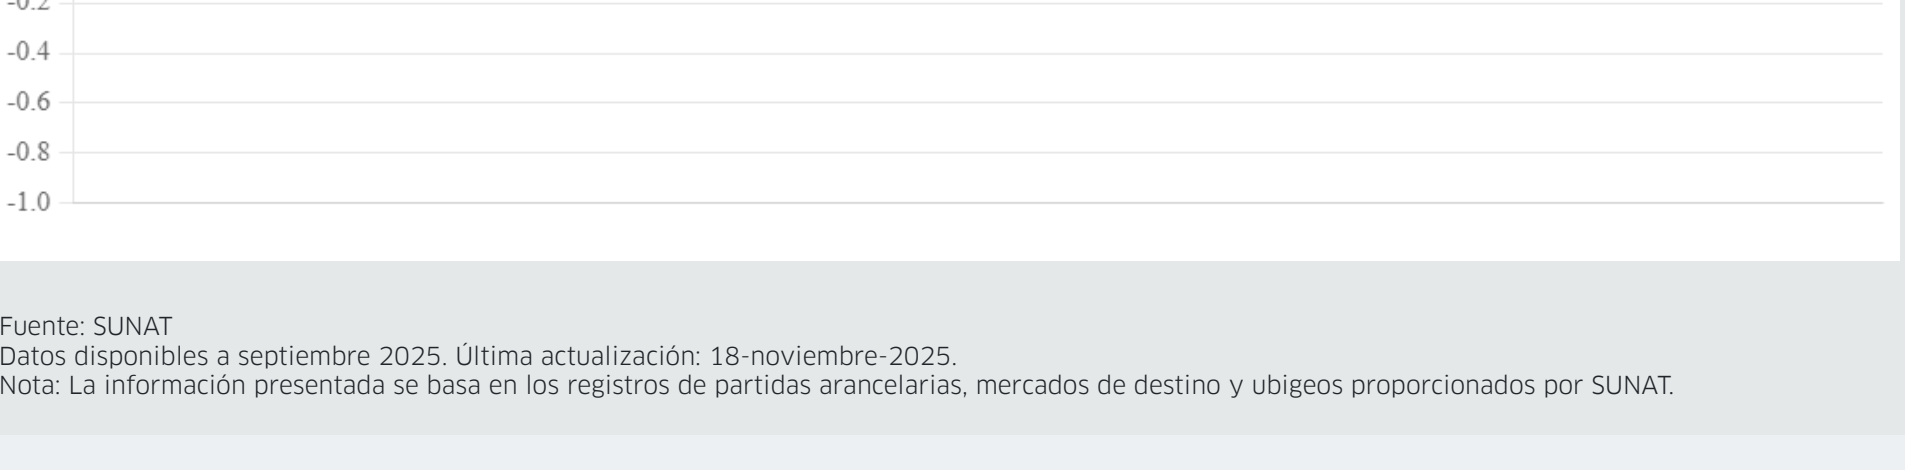 -0.2
-0.4
-0.6
-0.8
-1.0
Fuente: SUNAT
Datos disponibles a septiembre 2025. Última actualización: 18-noviembre-2025.
Nota: La información presentada se basa en los registros de partidas arancelarias, mercados de destino y ubigeos proporcionados por SUNAT.